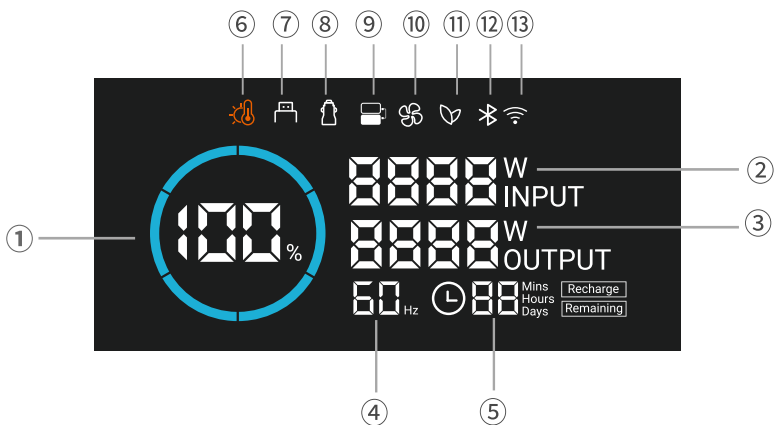 ⑥ ⑦ ⑧ ⑨ ⑩ ⑪ ⑫ ⑬
8888 W INPUT ②
① 100%
8888 W OUTPUT ③
60 Hz 88 Mins Hours Days Recharge Remaining
④ ⑤